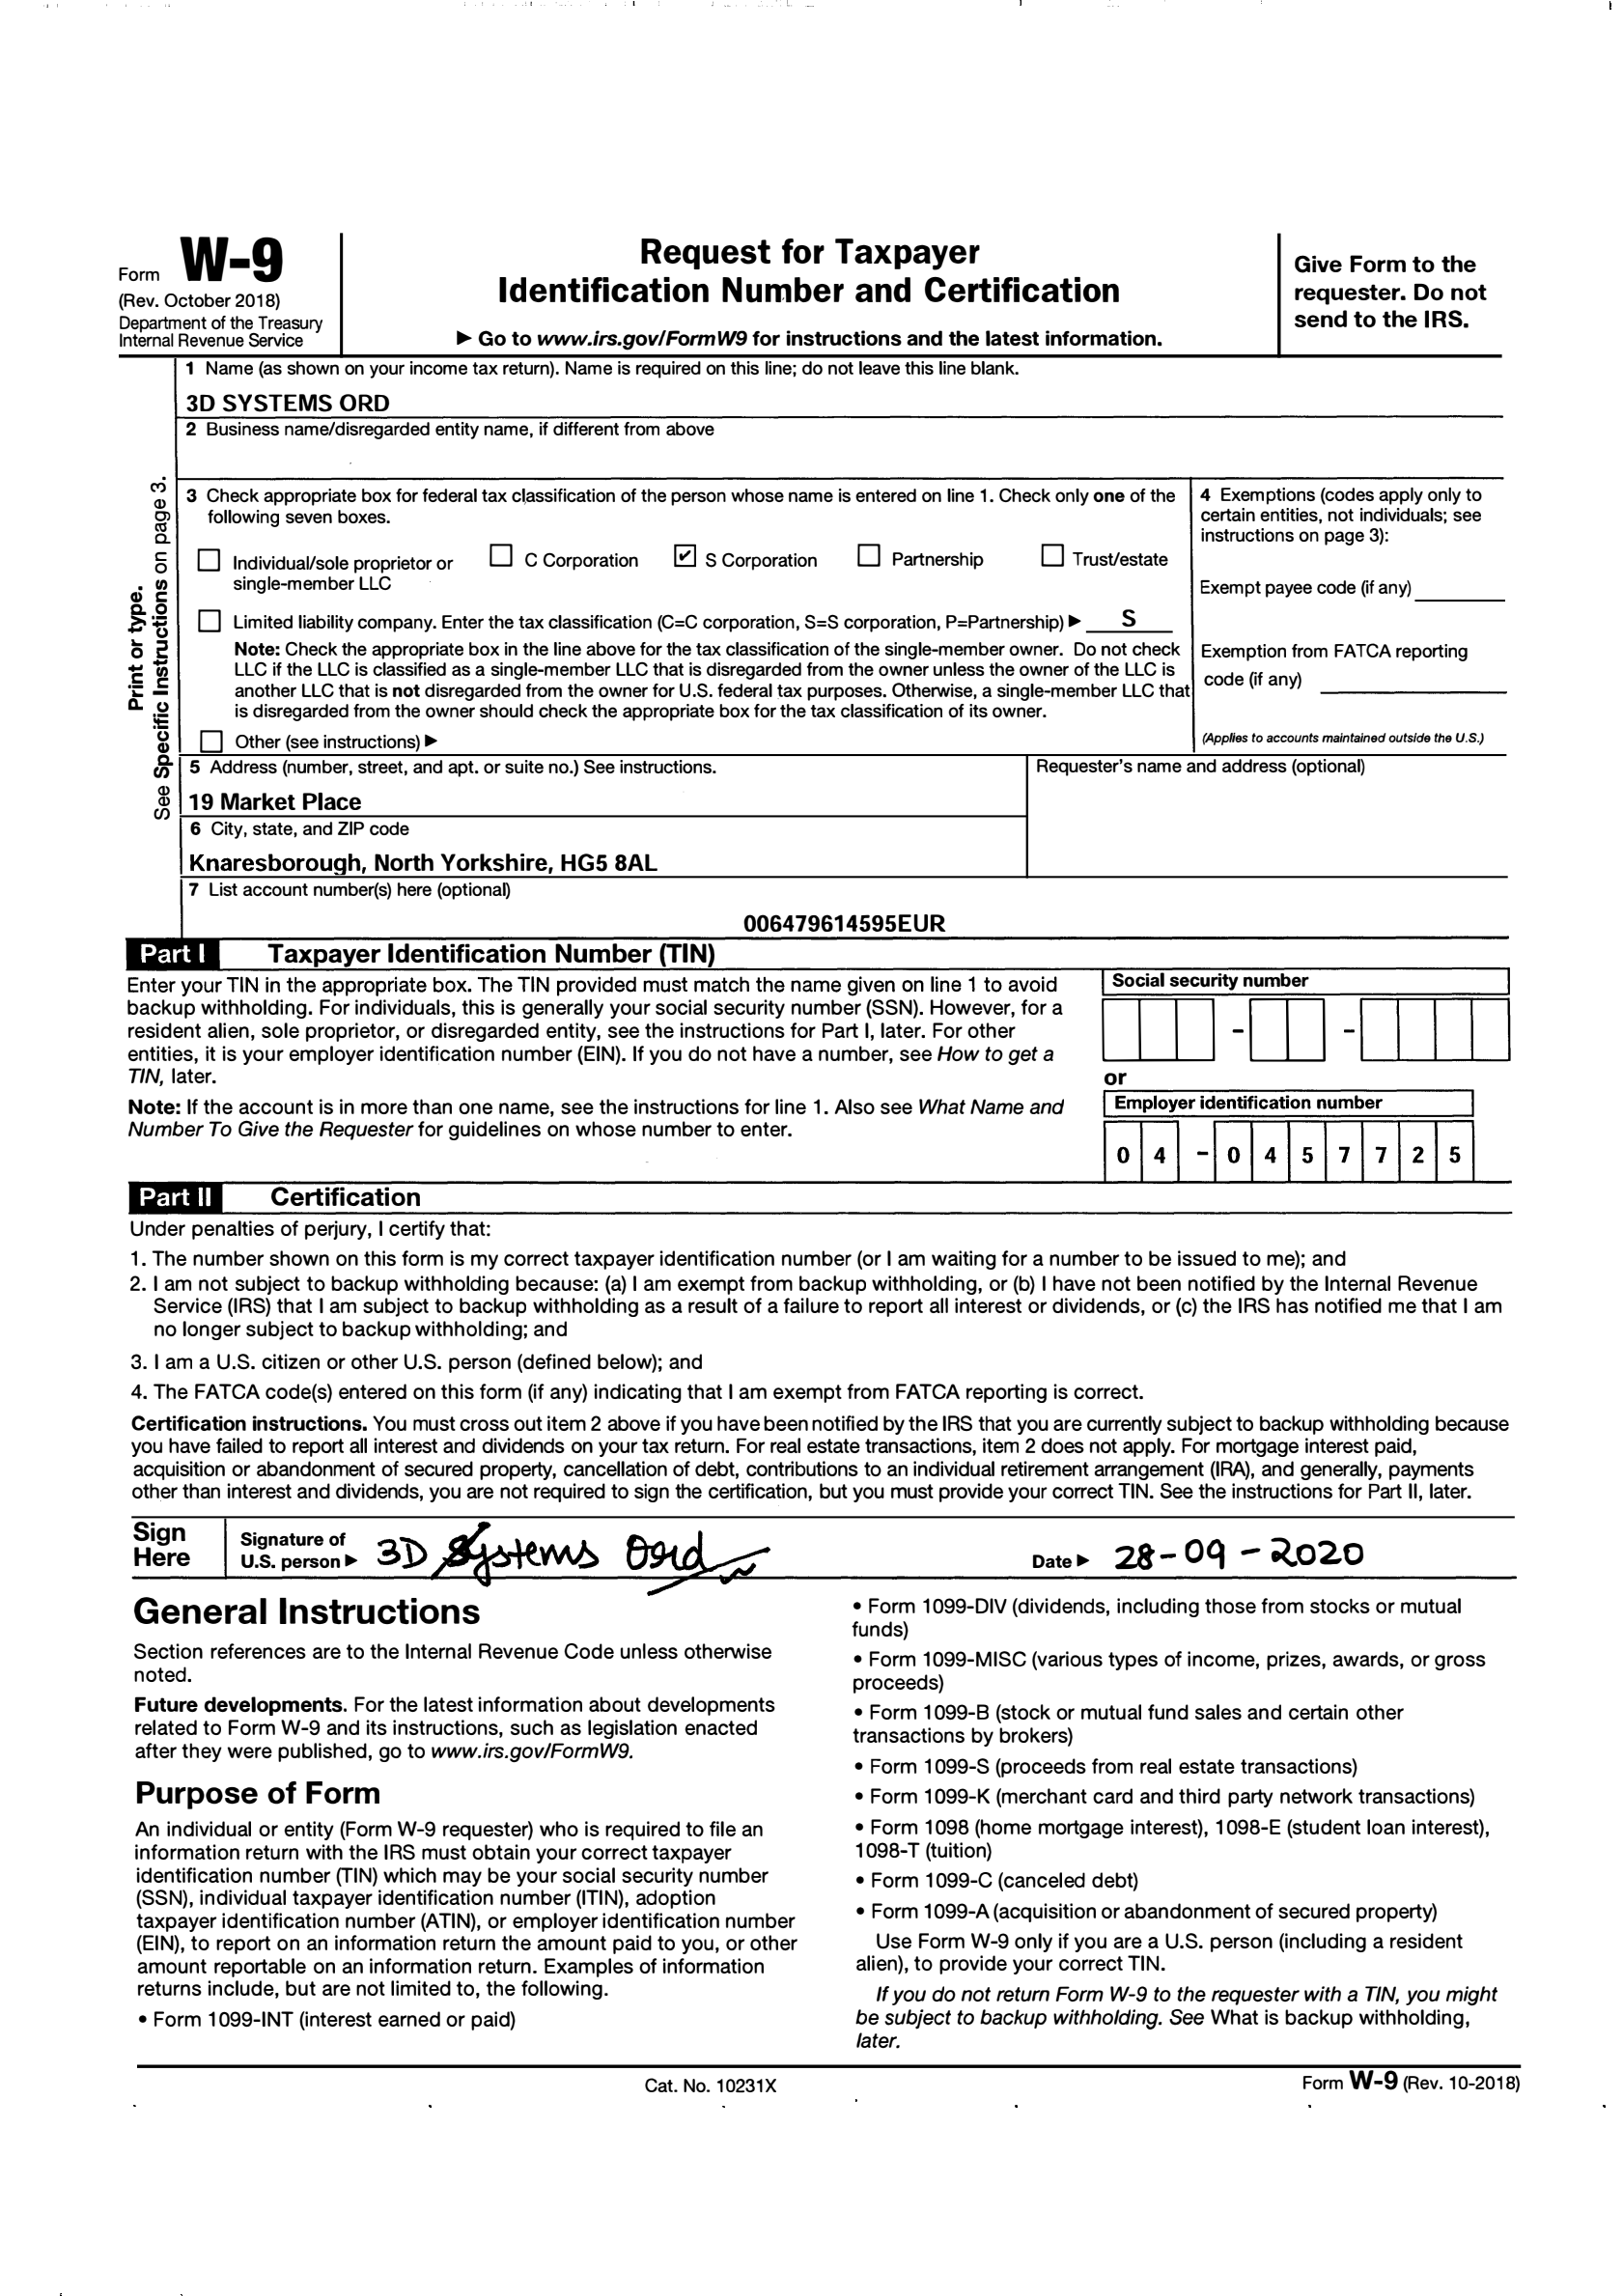 Form W-9
(Rev. October 2018)
Department of the Treasury
Internal Revenue Service
Request for Taxpayer
Identification Number and Certification
▶ Go to www.irs.gov/FormW9 for instructions and the latest information.
Give Form to the
requester. Do not
send to the IRS.
Print or type.
See Specific Instructions on page 3.
1 Name (as shown on your income tax return). Name is required on this line; do not leave this line blank.
3D SYSTEMS ORD
2 Business name/disregarded entity name, if different from above
3 Check appropriate box for federal tax classification of the person whose name is entered on line 1. Check only one of the
following seven boxes.
☐ Individual/sole proprietor or ☐ C Corporation ☑ S Corporation ☐ Partnership ☐ Trust/estate
single-member LLC
☐ Limited liability company. Enter the tax classification (C=C corporation, S=S corporation, P=Partnership) ▶ S
Note: Check the appropriate box in the line above for the tax classification of the single-member owner. Do not check
LLC if the LLC is classified as a single-member LLC that is disregarded from the owner unless the owner of the LLC is
another LLC that is not disregarded from the owner for U.S. federal tax purposes. Otherwise, a single-member LLC that
is disregarded from the owner should check the appropriate box for the tax classification of its owner.
☐ Other (see instructions) ▶
4 Exemptions (codes apply only to
certain entities, not individuals; see
instructions on page 3):
Exempt payee code (if any)
Exemption from FATCA reporting
code (if any)
(Applies to accounts maintained outside the U.S.)
5 Address (number, street, and apt. or suite no.) See instructions.
19 Market Place
6 City, state, and ZIP code
Knaresborough, North Yorkshire, HG5 8AL
Requester's name and address (optional)
7 List account number(s) here (optional)
006479614595EUR
Part I Taxpayer Identification Number (TIN)
Enter your TIN in the appropriate box. The TIN provided must match the name given on line 1 to avoid
backup withholding. For individuals, this is generally your social security number (SSN). However, for a
resident alien, sole proprietor, or disregarded entity, see the instructions for Part I, later. For other
entities, it is your employer identification number (EIN). If you do not have a number, see How to get a
TIN, later.
Note: If the account is in more than one name, see the instructions for line 1. Also see What Name and
Number To Give the Requester for guidelines on whose number to enter.
Social security number
- -
or
Employer identification number
0 4 - 0 4 5 7 7 2 5
Part II Certification
Under penalties of perjury, I certify that:
1. The number shown on this form is my correct taxpayer identification number (or I am waiting for a number to be issued to me); and
2. I am not subject to backup withholding because: (a) I am exempt from backup withholding, or (b) I have not been notified by the Internal Revenue
Service (IRS) that I am subject to backup withholding as a result of a failure to report all interest or dividends, or (c) the IRS has notified me that I am
no longer subject to backup withholding; and
3. I am a U.S. citizen or other U.S. person (defined below); and
4. The FATCA code(s) entered on this form (if any) indicating that I am exempt from FATCA reporting is correct.
Certification instructions. You must cross out item 2 above if you have been notified by the IRS that you are currently subject to backup withholding because
you have failed to report all interest and dividends on your tax return. For real estate transactions, item 2 does not apply. For mortgage interest paid,
acquisition or abandonment of secured property, cancellation of debt, contributions to an individual retirement arrangement (IRA), and generally, payments
other than interest and dividends, you are not required to sign the certification, but you must provide your correct TIN. See the instructions for Part II, later.
Sign
Here
Signature of
U.S. person ▶ 3D Systems Ord
Date ▶ 28-09-2020
General Instructions
Section references are to the Internal Revenue Code unless otherwise
noted.
Future developments. For the latest information about developments
related to Form W-9 and its instructions, such as legislation enacted
after they were published, go to www.irs.gov/FormW9.
Purpose of Form
An individual or entity (Form W-9 requester) who is required to file an
information return with the IRS must obtain your correct taxpayer
identification number (TIN) which may be your social security number
(SSN), individual taxpayer identification number (ITIN), adoption
taxpayer identification number (ATIN), or employer identification number
(EIN), to report on an information return the amount paid to you, or other
amount reportable on an information return. Examples of information
returns include, but are not limited to, the following.
• Form 1099-INT (interest earned or paid)
• Form 1099-DIV (dividends, including those from stocks or mutual
funds)
• Form 1099-MISC (various types of income, prizes, awards, or gross
proceeds)
• Form 1099-B (stock or mutual fund sales and certain other
transactions by brokers)
• Form 1099-S (proceeds from real estate transactions)
• Form 1099-K (merchant card and third party network transactions)
• Form 1098 (home mortgage interest), 1098-E (student loan interest),
1098-T (tuition)
• Form 1099-C (canceled debt)
• Form 1099-A (acquisition or abandonment of secured property)
Use Form W-9 only if you are a U.S. person (including a resident
alien), to provide your correct TIN.
If you do not return Form W-9 to the requester with a TIN, you might
be subject to backup withholding. See What is backup withholding,
later.
Cat. No. 10231X
Form W-9 (Rev. 10-2018)